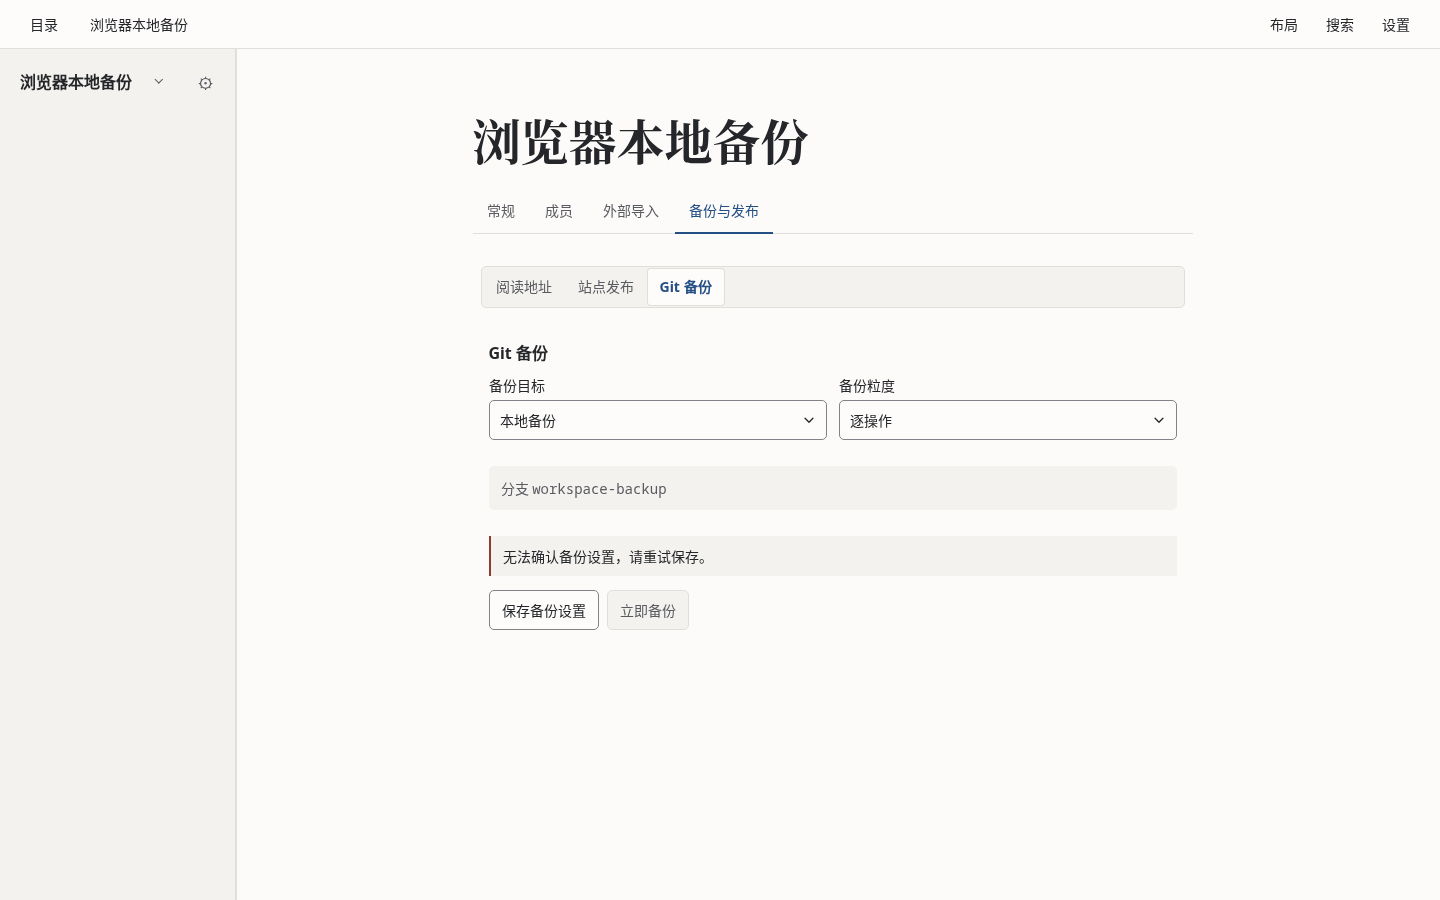 目录 浏览器本地备份 布局 搜索 设置
浏览器本地备份
浏览器本地备份
常规 成员 外部导入 备份与发布
阅读地址 站点发布 Git 备份
Git 备份
备份目标 备份粒度
本地备份 逐操作
分支 workspace-backup
无法确认备份设置，请重试保存。
保存备份设置 立即备份